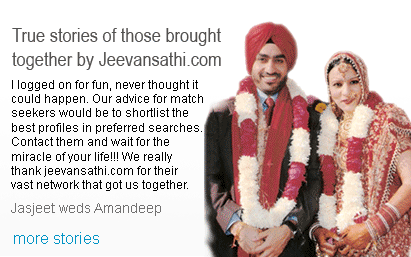 True stories of those brought
together by Jeevansathi.com
I logged on for fun, never thought it
could happen. Our advice for match
seekers would be to shortlist the
best profiles in preferred searches.
Contact them and wait for the
miracle of your life!!! We really
thank jeevansathi.com for their
vast network that got us together.
Jasjeet weds Amandeep
more stories